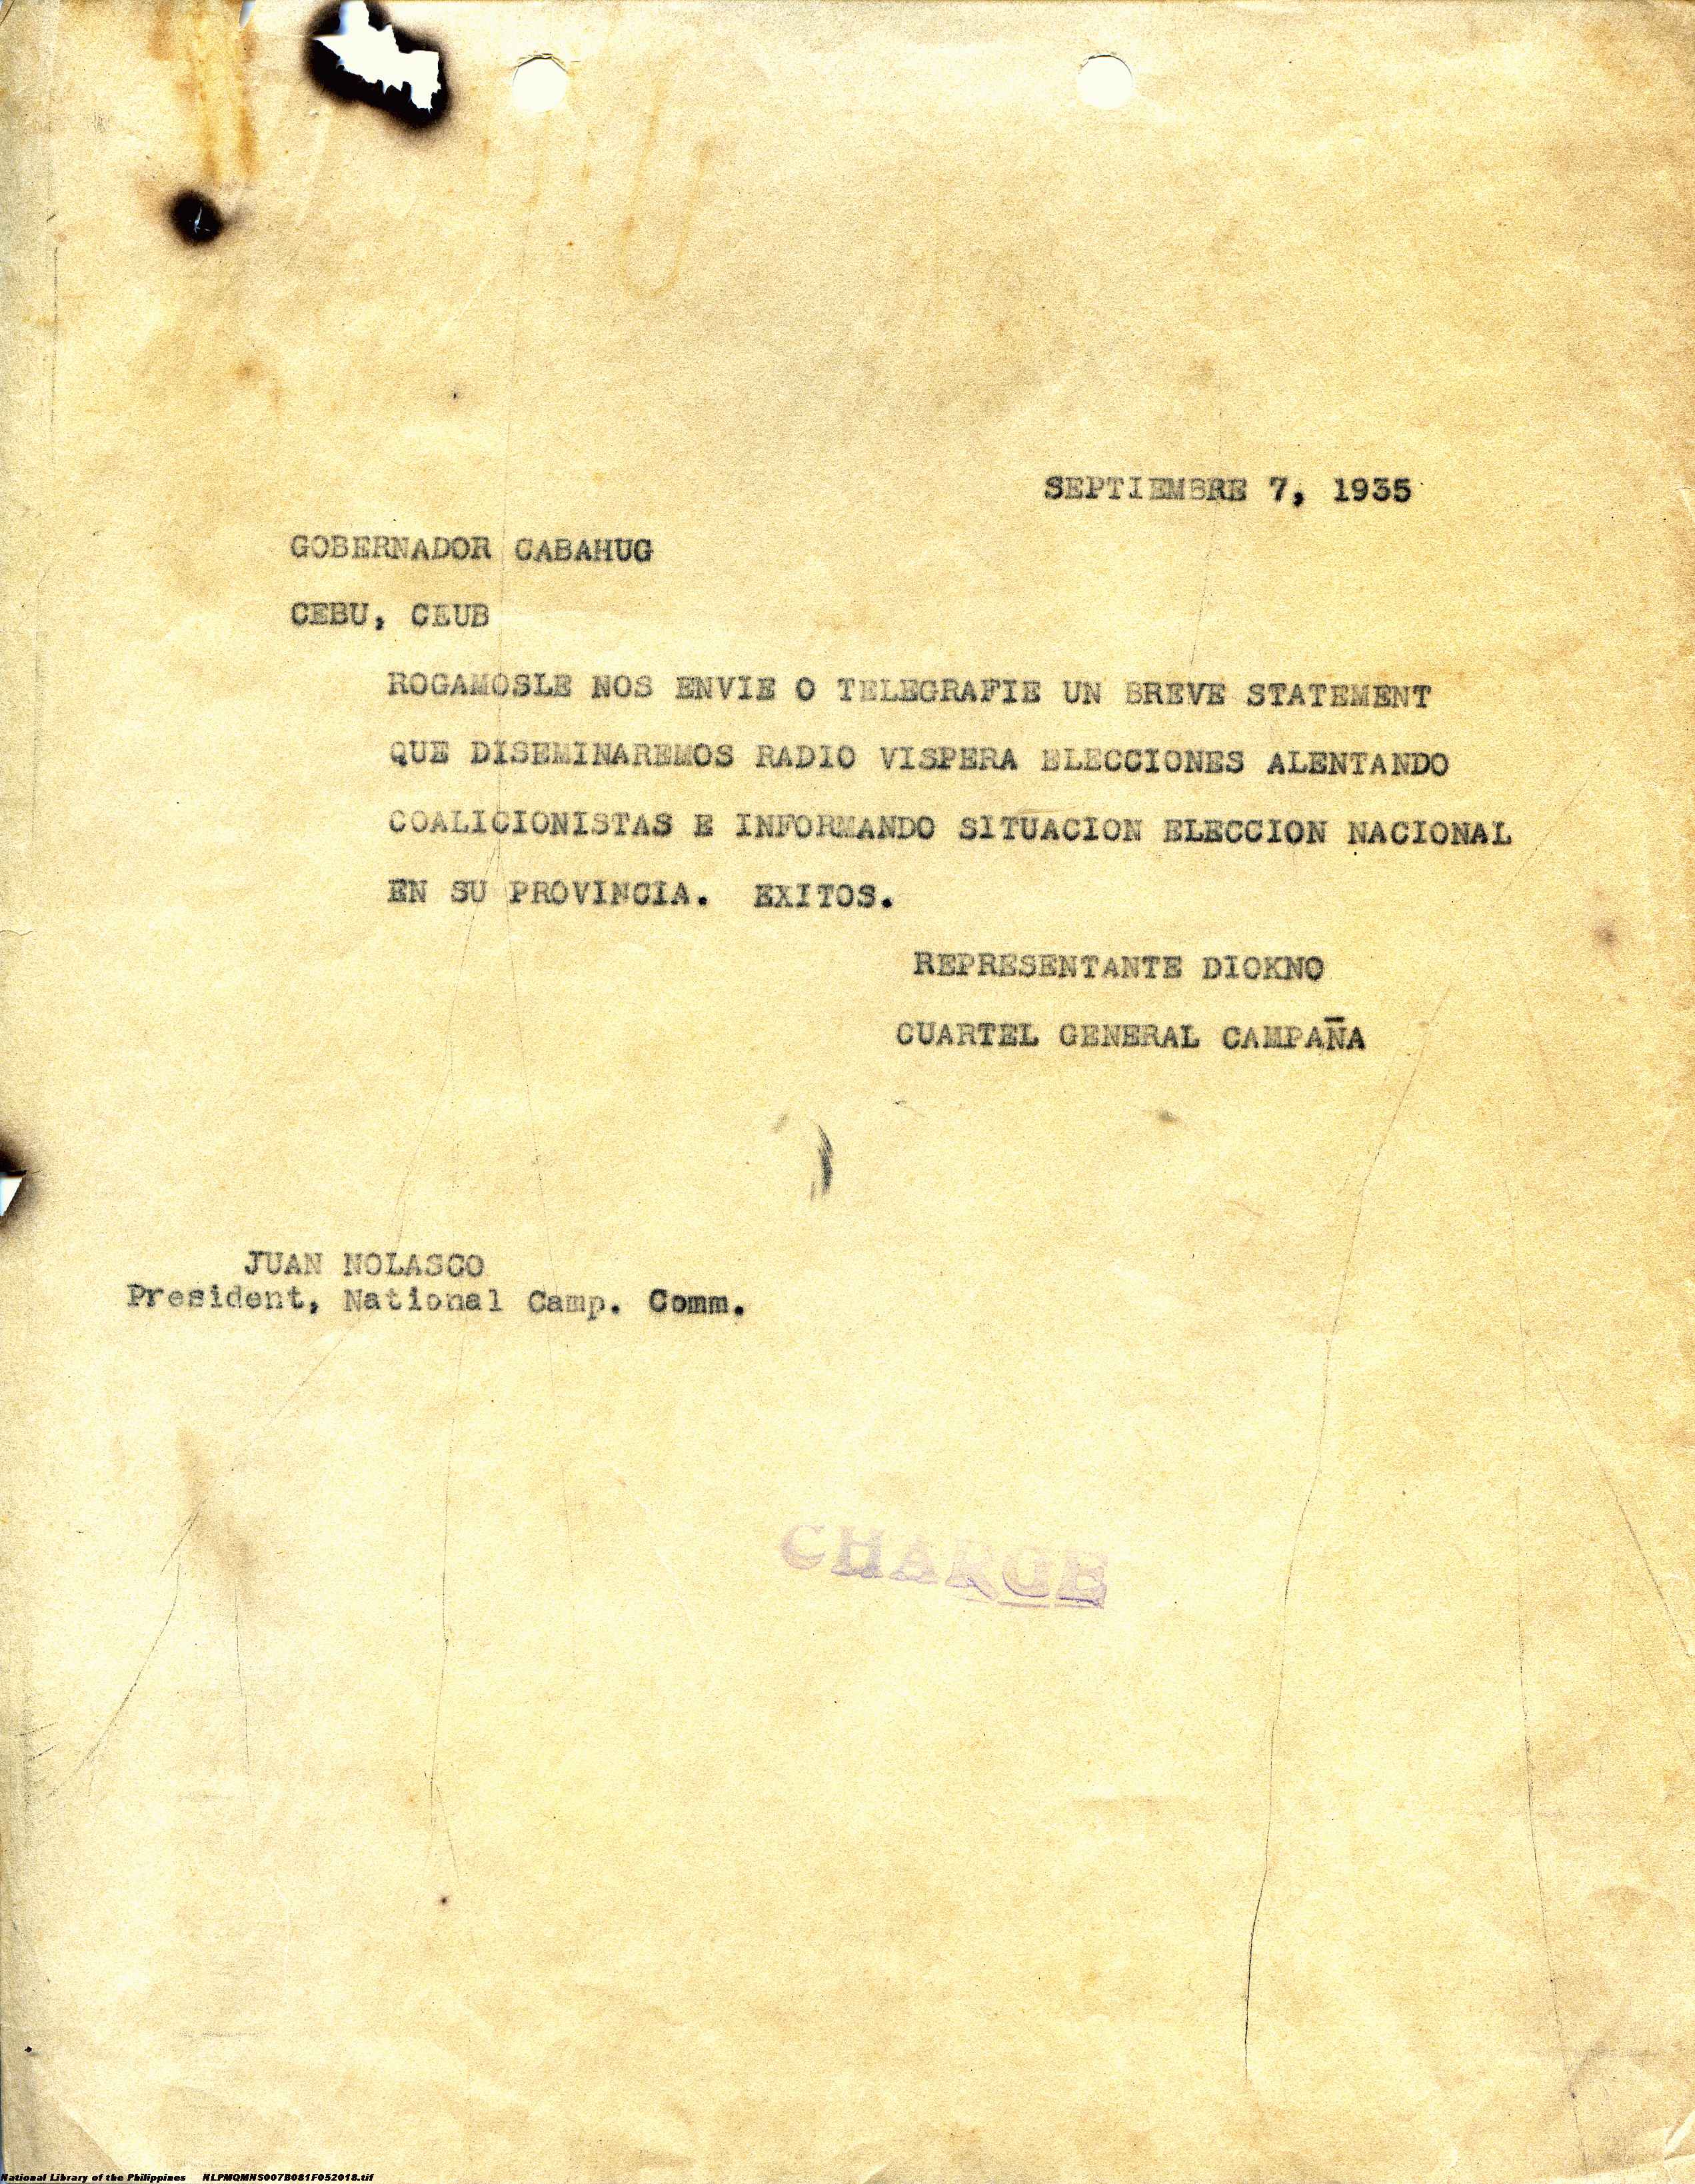 SEPTIEMBRE 7, 1935
GOBERNADOR CABAHUG
CEBU, CEUB
ROGAMOSLE NOS ENVIE O TELEGRAFIE UN BREVE STATEMENT
QUE DISEMINAREMOS RADIO VISPERA ELECCIONES ALENTANDO
COALICIONISTAS E INFORMANDO SITUACION ELECCION NACIONAL
EN SU PROVINCIA. EXITOS.
REPRESENTANTE DIOKNO
CUARTEL GENERAL CAMPAÑA
JUAN NOLASCO
President, National Camp. Comm.
CHARGE
National Library of the Philippines NLPMQMNS007B081F052018.tif